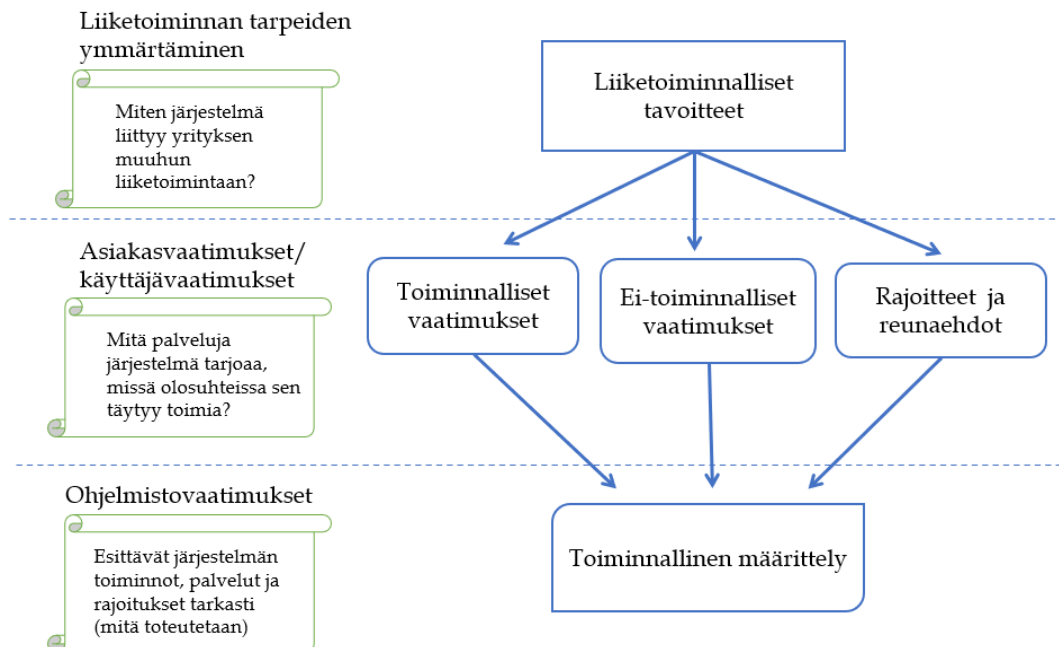 Liiketoiminnan tarpeiden
ymmärtäminen
Miten järjestelmä
liittyy yrityksen
muuhun
liiketoimintaan?
Liiketoiminnalliset
tavoitteet
Asiakasvaatimukset/
käyttäjävaatimukset
Mitä palveluja
järjestelmä tarjoaa,
missä olosuhteissa sen
täytyy toimia?
Toiminnalliset
vaatimukset
Ei-toiminnalliset
vaatimukset
Rajoitteet ja
reunaehdot
Ohjelmistovaatimukset
Esittävät järjestelmän
toiminnot, palvelut ja
rajoitukset tarkasti
(mitä toteutetaan)
Toiminnallinen määrittely